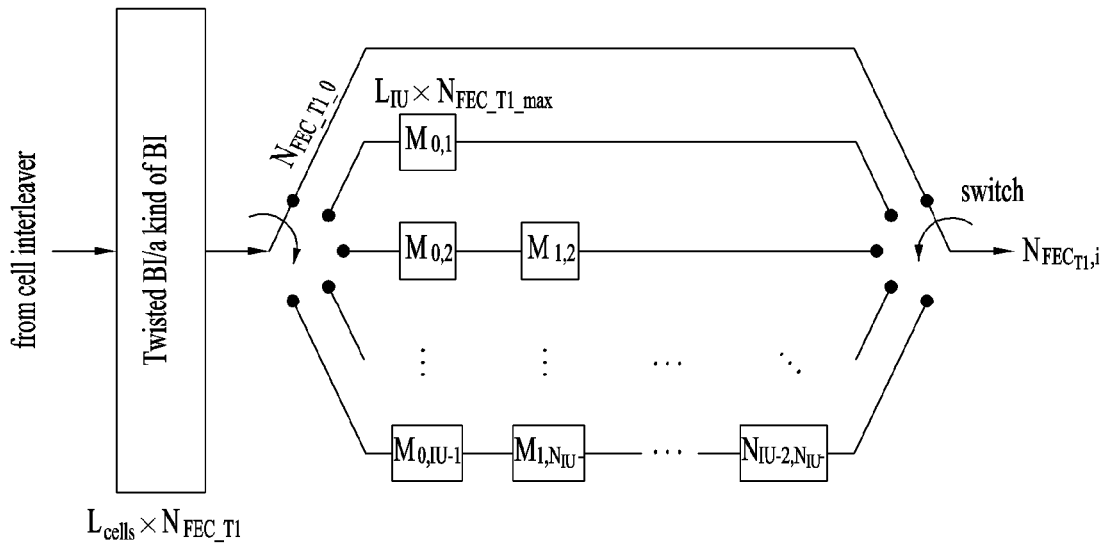 from cell interleaver
Twisted BI/a kind of BI
L_cells × N_FEC_T1
N_FEC_T1_0
L_IU × N_FEC_T1_max
M_0,1
M_0,2
M_1,2
⋮ ⋮ ⋯ ⋱
M_0,IU-1
M_1,N_IU-
⋯
N_IU-2,N_IU-
switch
N_FEC_T1,i